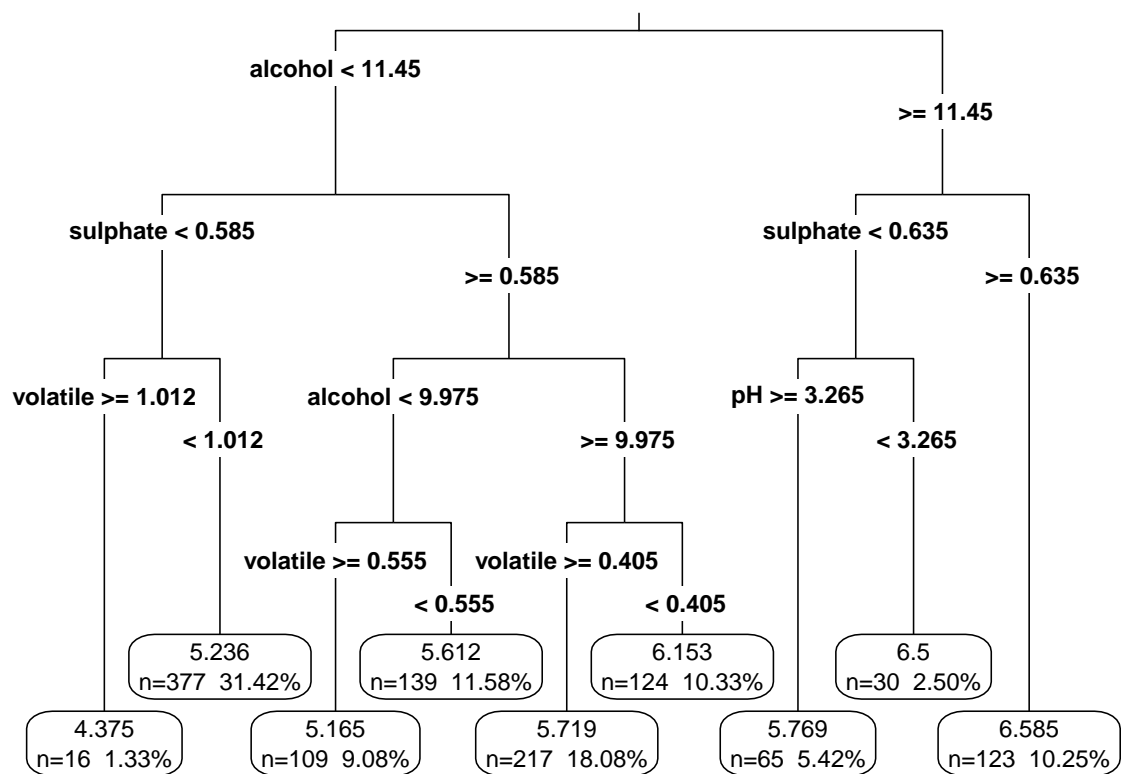 alcohol < 11.45
>= 11.45
sulphate < 0.585
sulphate < 0.635
>= 0.585
>= 0.635
volatile >= 1.012
alcohol < 9.975
pH >= 3.265
< 1.012
>= 9.975
< 3.265
volatile >= 0.555
volatile >= 0.405
< 0.555
< 0.405
5.236
n=377 31.42%
5.612
n=139 11.58%
6.153
n=124 10.33%
6.5
n=30 2.50%
4.375
n=16 1.33%
5.165
n=109 9.08%
5.719
n=217 18.08%
5.769
n=65 5.42%
6.585
n=123 10.25%